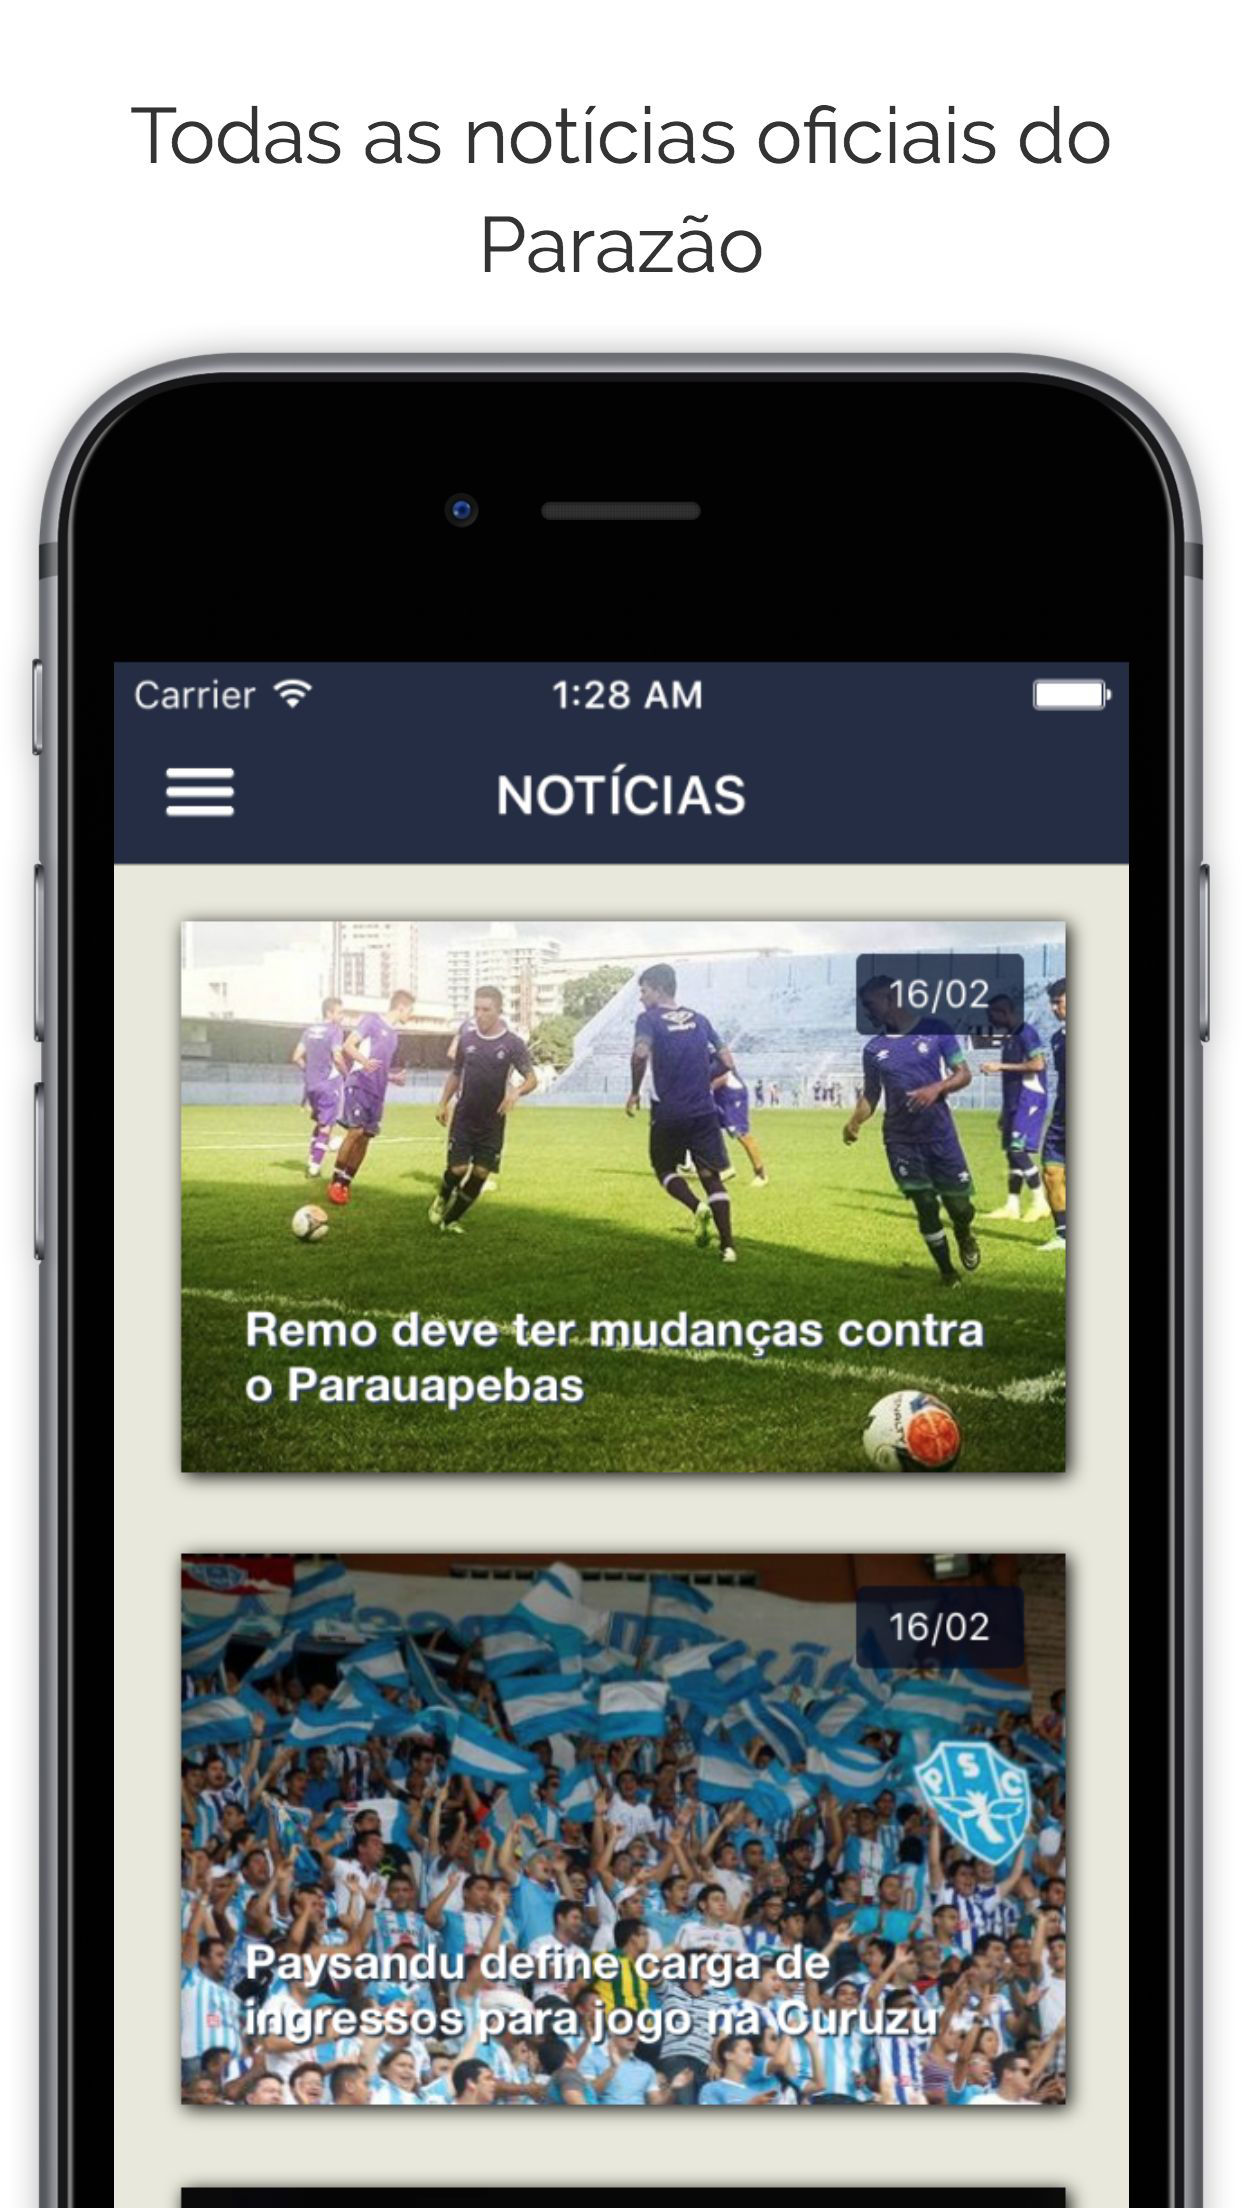 Todas as notícias oficiais do
Parazão
Carrier
1:28 AM
NOTÍCIAS
16/02
Remo deve ter mudanças contra
o Parauapebas
16/02
PSC
Paysandu define carga de
ingressos para jogo na Curuzu